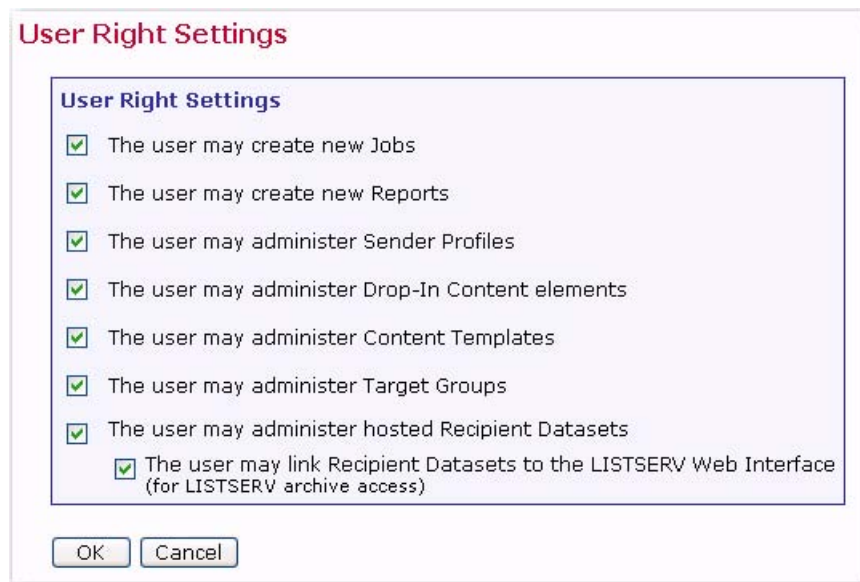 User Right Settings
User Right Settings
The user may create new Jobs
The user may create new Reports
The user may administer Sender Profiles
The user may administer Drop-In Content elements
The user may administer Content Templates
The user may administer Target Groups
The user may administer hosted Recipient Datasets
The user may link Recipient Datasets to the LISTSERV Web Interface
(for LISTSERV archive access)
OK Cancel